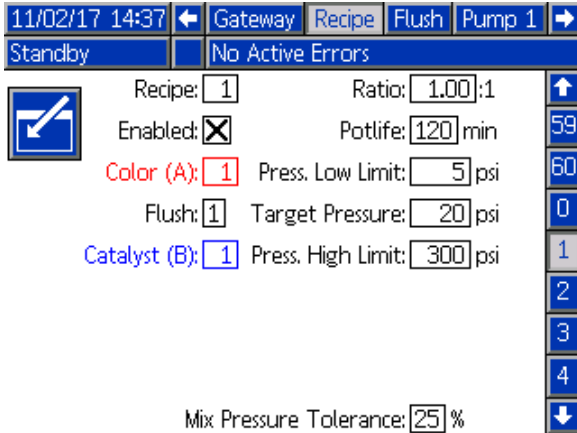 11/02/17 14:37 Gateway Recipe Flush Pump 1
Standby No Active Errors
Recipe: 1 Ratio: 1.00:1
Enabled: Potlife: 120 min
59
Color (A): 1 Press. Low Limit: 5 psi
60
Flush: 1 Target Pressure: 20 psi
0
Catalyst (B): 1 Press. High Limit: 300 psi
1
2
3
4
Mix Pressure Tolerance: 25 %